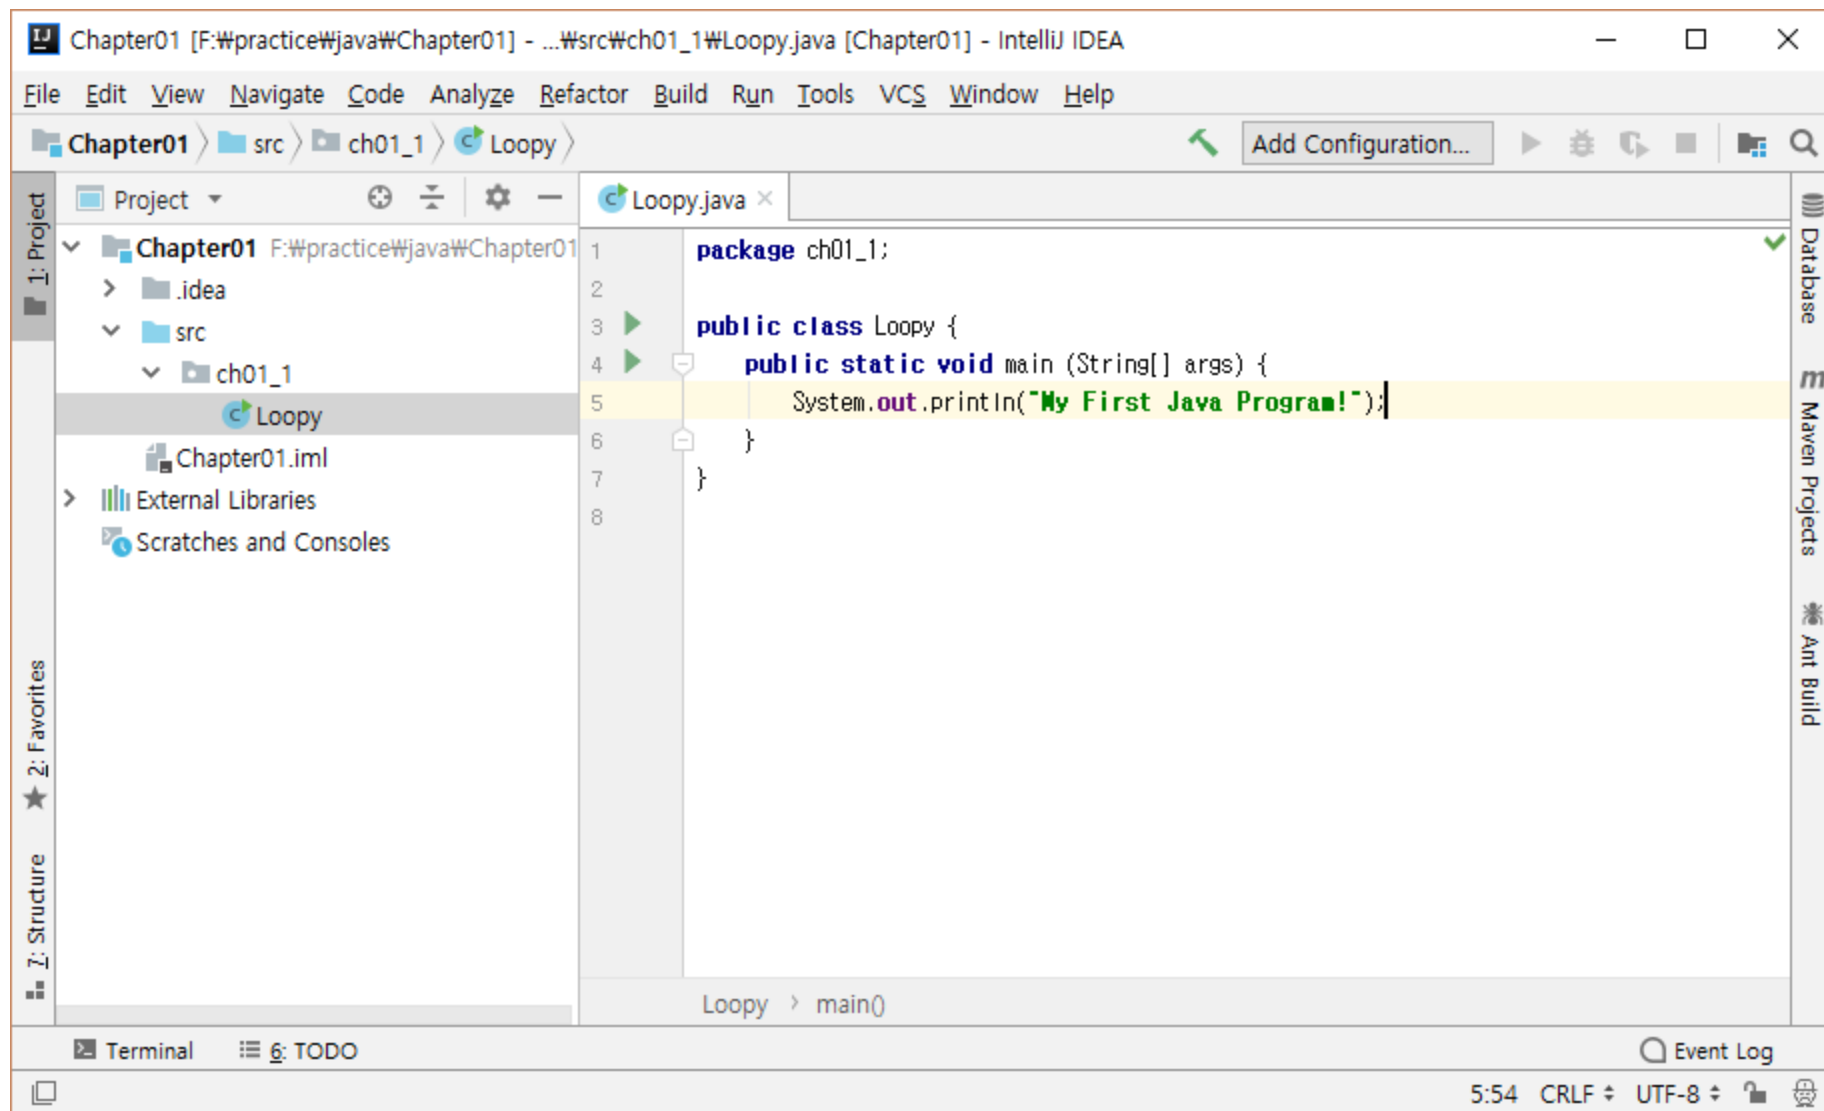 IJ Chapter01 [F:₩practice₩java₩Chapter01] - ...₩src₩ch01_1₩Loopy.java [Chapter01] - IntelliJ IDEA
File Edit View Navigate Code Analyze Refactor Build Run Tools VCS Window Help
Chapter01 src ch01_1 C Loopy Add Configuration...
1: Project
2: Favorites
7: Structure
Project
Chapter01 F:₩practice₩java₩Chapter01
.idea
src
ch01_1
C Loopy
Chapter01.iml
External Libraries
Scratches and Consoles
C Loopy.java
1 package ch01_1;
2
3 public class Loopy {
4 public static void main (String[] args) {
5 System.out.println("My First Java Program!");
6 }
7 }
8
Loopy > main()
Database
m Maven Projects
Ant Build
Terminal 6: TODO Event Log
5:54 CRLF UTF-8